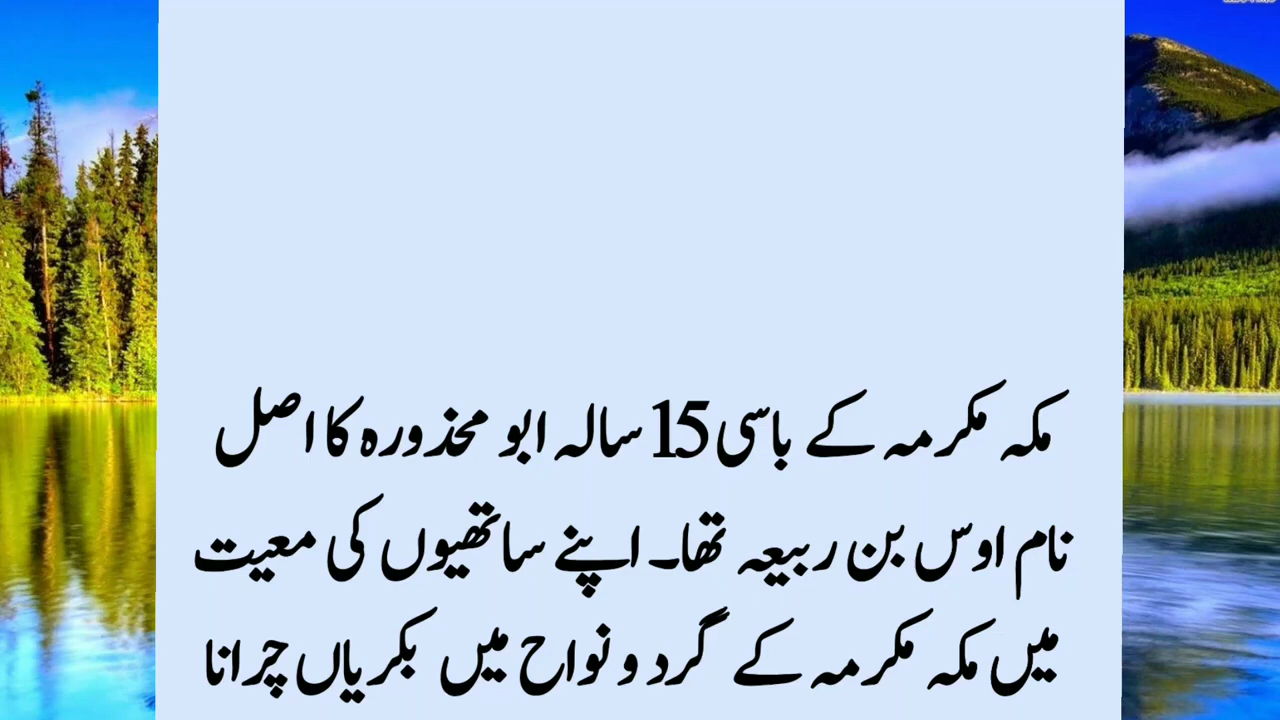 مکہ مکرمہ کے باسی 15 سالہ ابو محذورہ کا اصل
نام اوس بن ربیعہ تھا۔ اپنے ساتھیوں کی معیت
میں مکہ مکرمہ کے گرد و نواح میں بکریاں چرانا